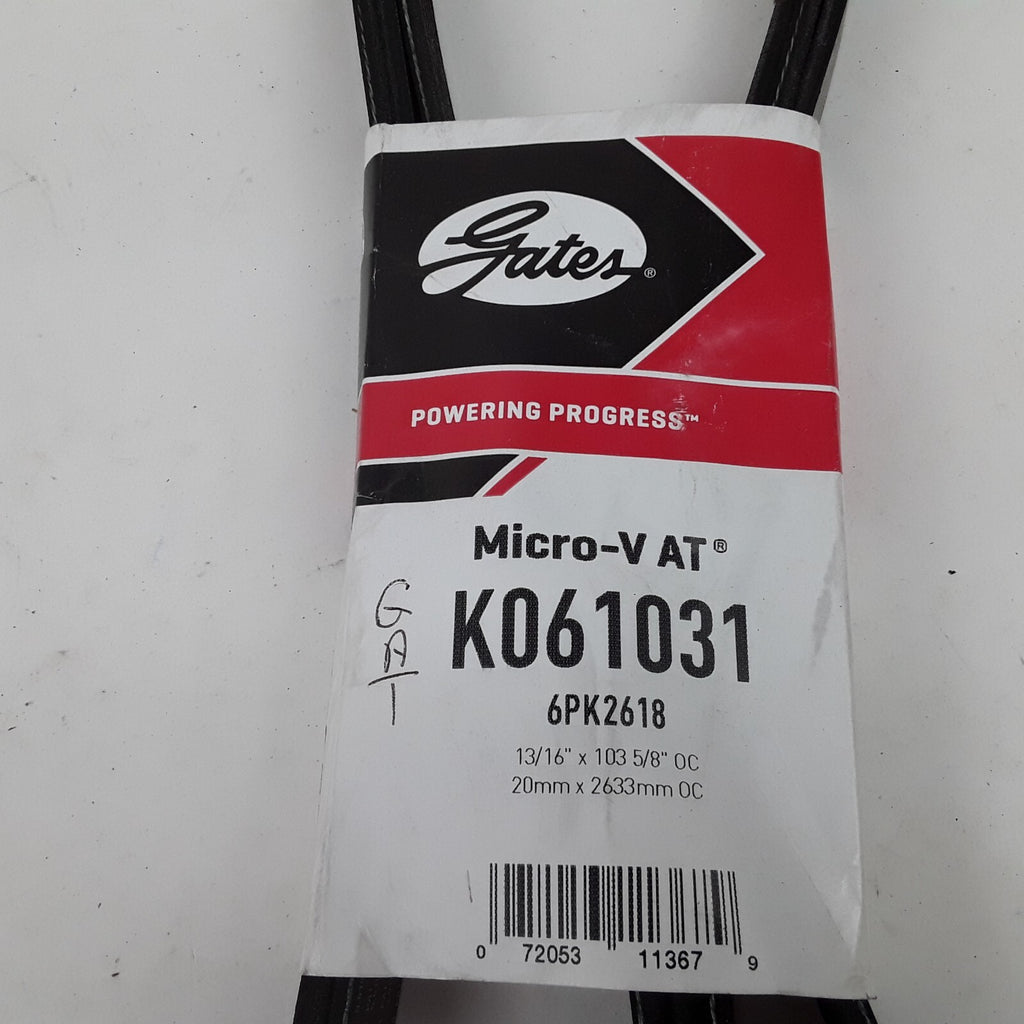 Gates®
POWERING PROGRESS™
Micro-V AT®
K061031
6PK2618
13/16" x 103 5/8" OC
20mm x 2633mm OC
G
A
1
0 72053 11367 9